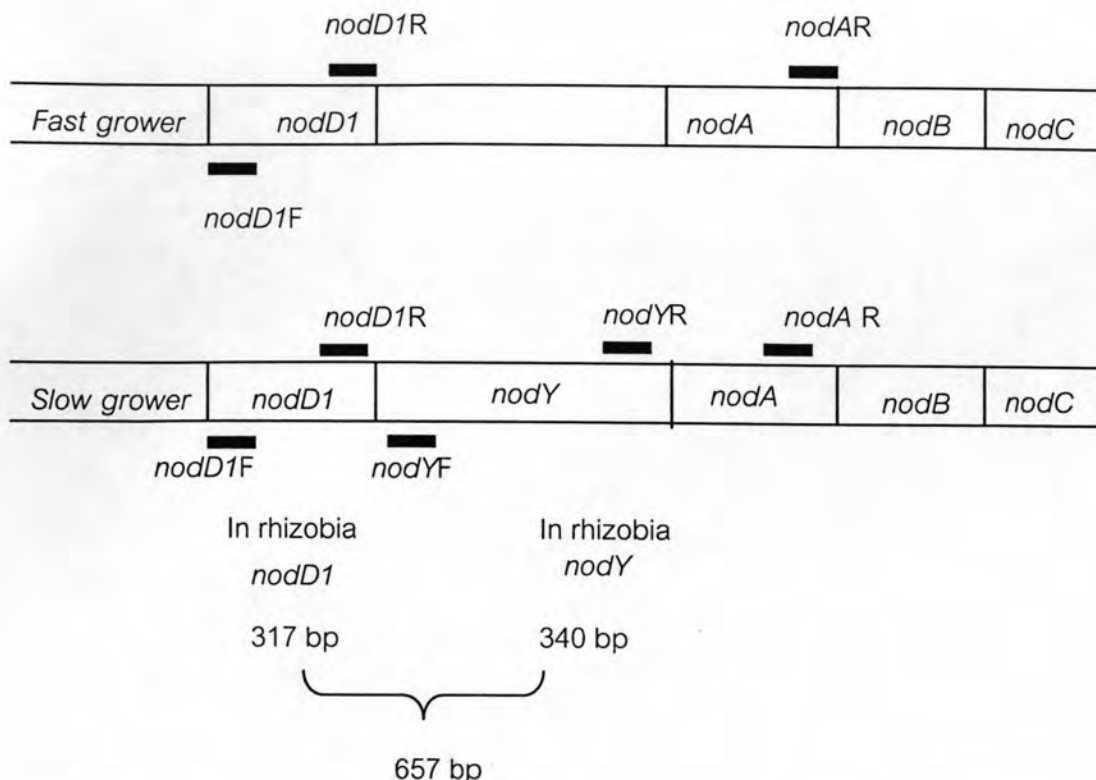 nodD1R nodAR
Fast grower nodD1 nodA nodB nodC
nodD1F
nodD1R nodYR nodA R
Slow grower nodD1 nodY nodA nodB nodC
nodD1F nodYF
In rhizobia In rhizobia
nodD1 nodY
317 bp 340 bp
657 bp